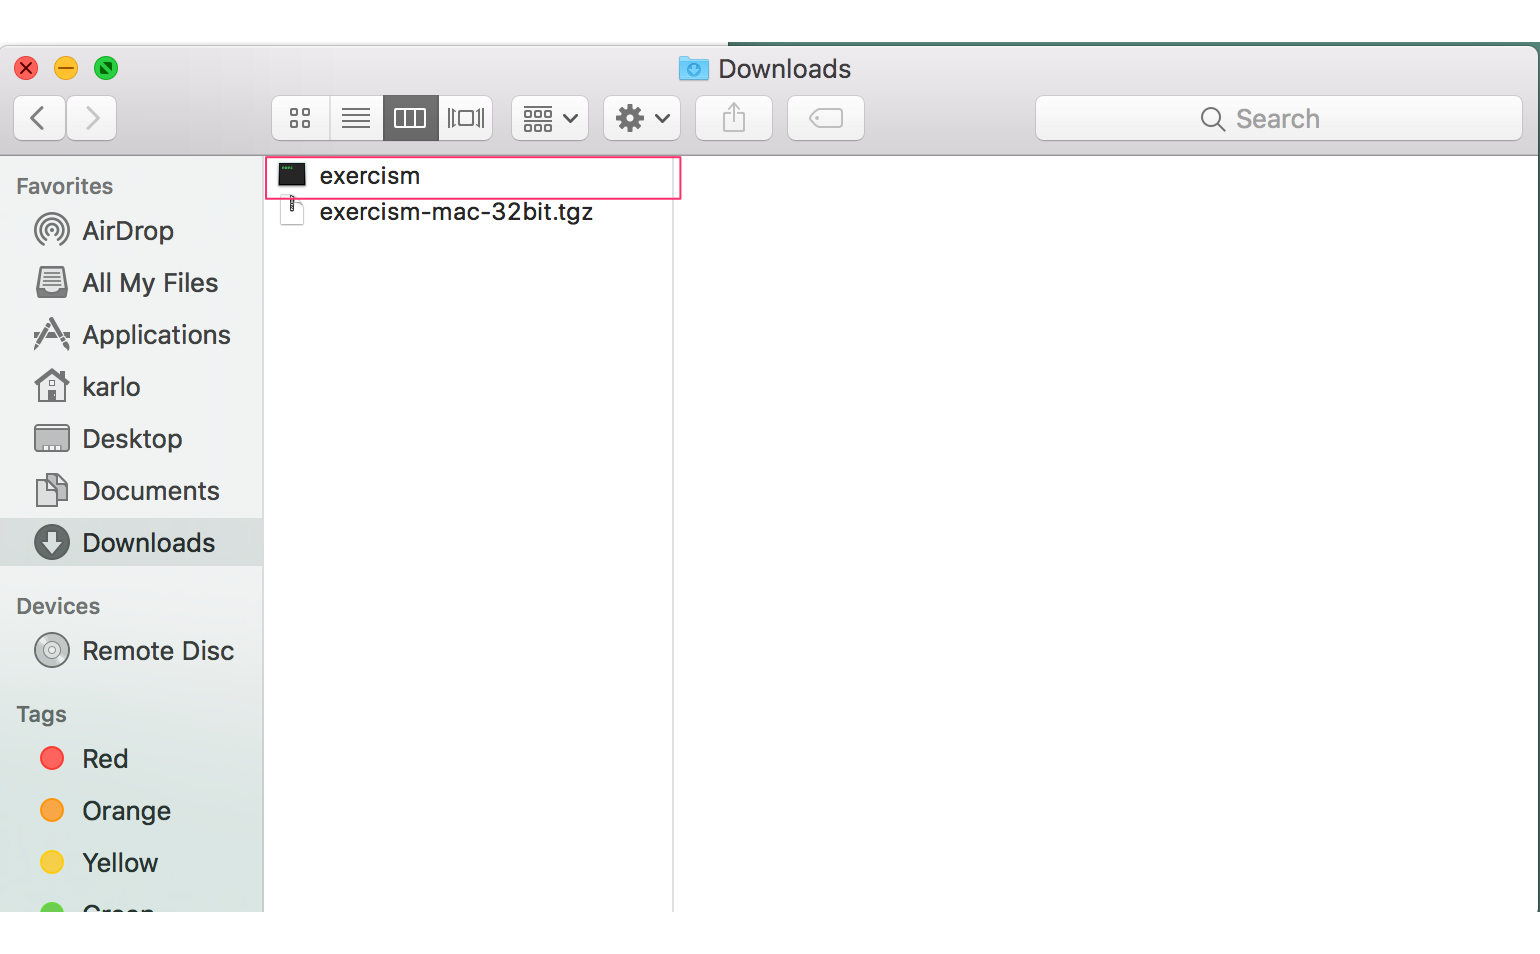 Downloads
Search
Favorites
AirDrop
All My Files
Applications
karlo
Desktop
Documents
Downloads
Devices
Remote Disc
Tags
Red
Orange
Yellow
Green
exercism
exercism-mac-32bit.tgz